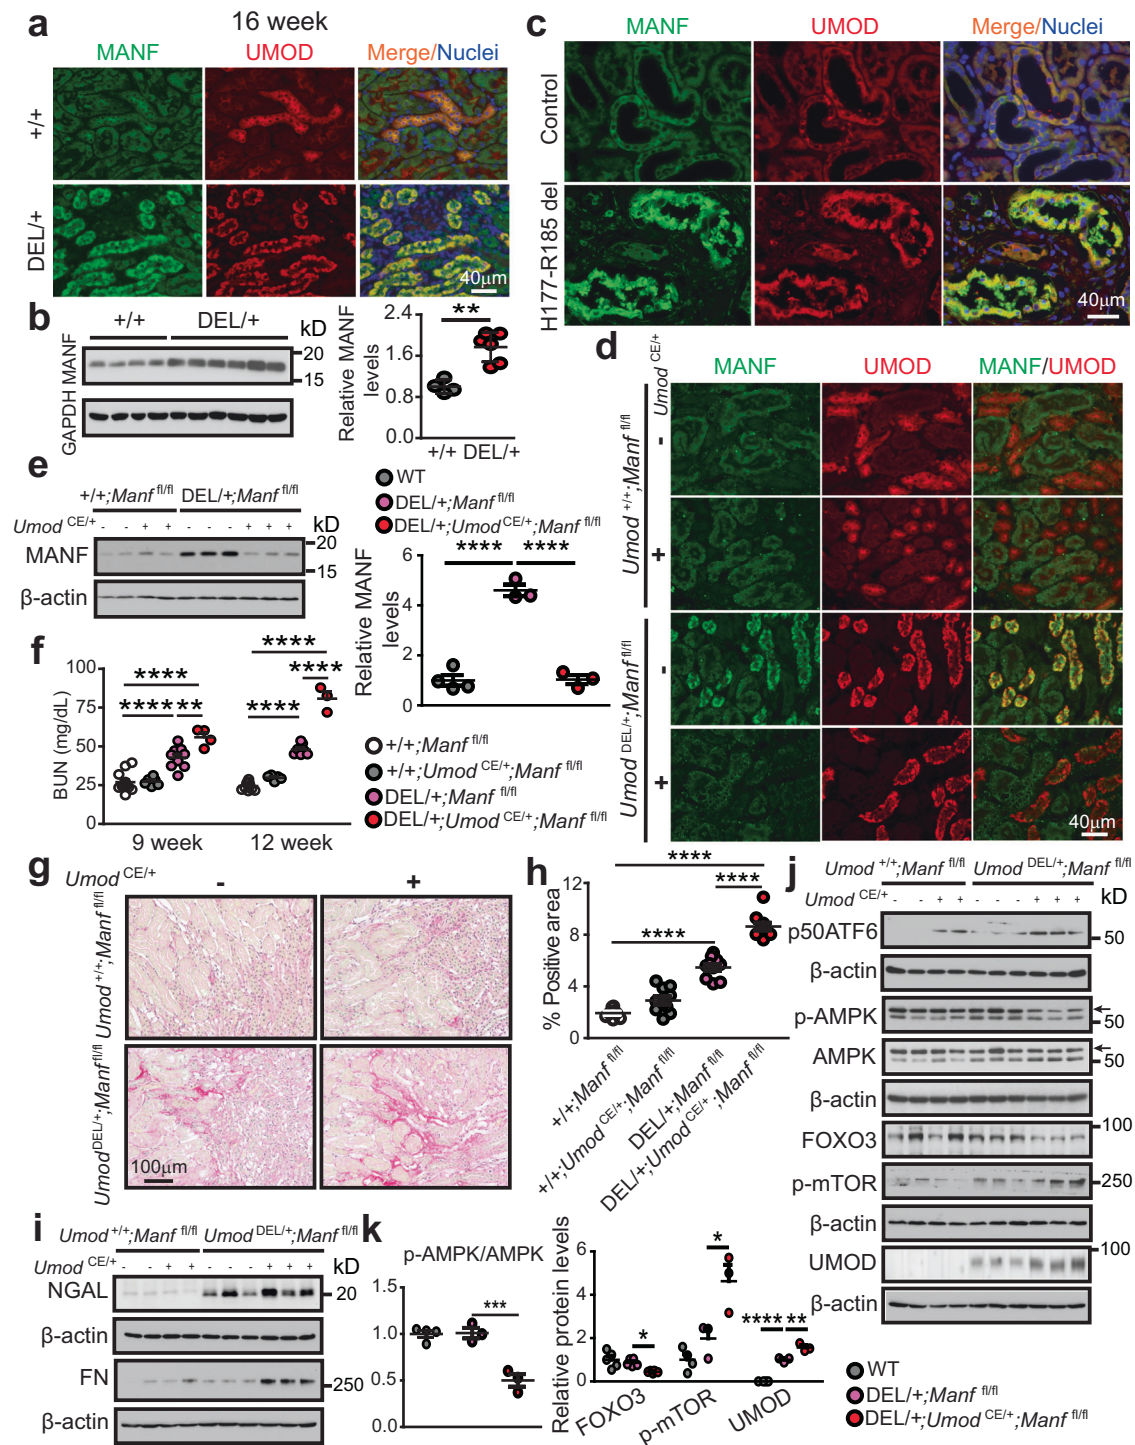 a
16 week
MANF UMOD Merge/Nuclei
+/+
DEL/+
40µm
b
+/+ DEL/+
kD
MANF
20
15
GAPDH
Relative MANF levels
2.4
1.6
0.8
0.0
**
+/+ DEL/+
c
MANF UMOD Merge/Nuclei
Control
H177-R185 del
40µm
d
MANF UMOD MANF/UMOD
Umod CE/+
Umod +/+;Manf fl/fl
-
+
Umod DEL/+;Manf fl/fl
-
+
40µm
e
+/+;Manf fl/fl DEL/+;Manf fl/fl
Umod CE/+ - - + + - - - + + + kD
MANF
20
15
β-actin
WT
DEL/+;Manf fl/fl
DEL/+;Umod CE/+;Manf fl/fl
Relative MANF levels
6
4
2
0
**** ****
f
BUN (mg/dL)
100
75
50
25
0
****
**** **
****
****
****
9 week 12 week
+/+;Manf fl/fl
+/+;Umod CE/+;Manf fl/fl
DEL/+;Manf fl/fl
DEL/+;Umod CE/+;Manf fl/fl
g
Umod CE/+ - +
Umod +/+;Manf fl/fl
Umod DEL/+;Manf fl/fl
100µm
h
% Positive area
12
8
4
0
****
****
****
+/+;Manf fl/fl
+/+;Umod CE/+;Manf fl/fl
DEL/+;Manf fl/fl
DEL/+;Umod CE/+;Manf fl/fl
i
Umod +/+;Manf fl/fl Umod DEL/+;Manf fl/fl
Umod CE/+ - - + + - - - + + + kD
NGAL
20
β-actin
FN
250
β-actin
j
Umod +/+;Manf fl/fl Umod DEL/+;Manf fl/fl
Umod CE/+ - - + + - - - + + + kD
p50ATF6
50
β-actin
p-AMPK
50
AMPK
50
β-actin
FOXO3
100
p-mTOR
250
β-actin
UMOD
100
β-actin
k
p-AMPK/AMPK
1.5
1.0
0.5
0
***
Relative protein levels
6
4
2
0
*
*
**** **
FOXO3
p-mTOR
UMOD
WT
DEL/+;Manf fl/fl
DEL/+;Umod CE/+;Manf fl/fl